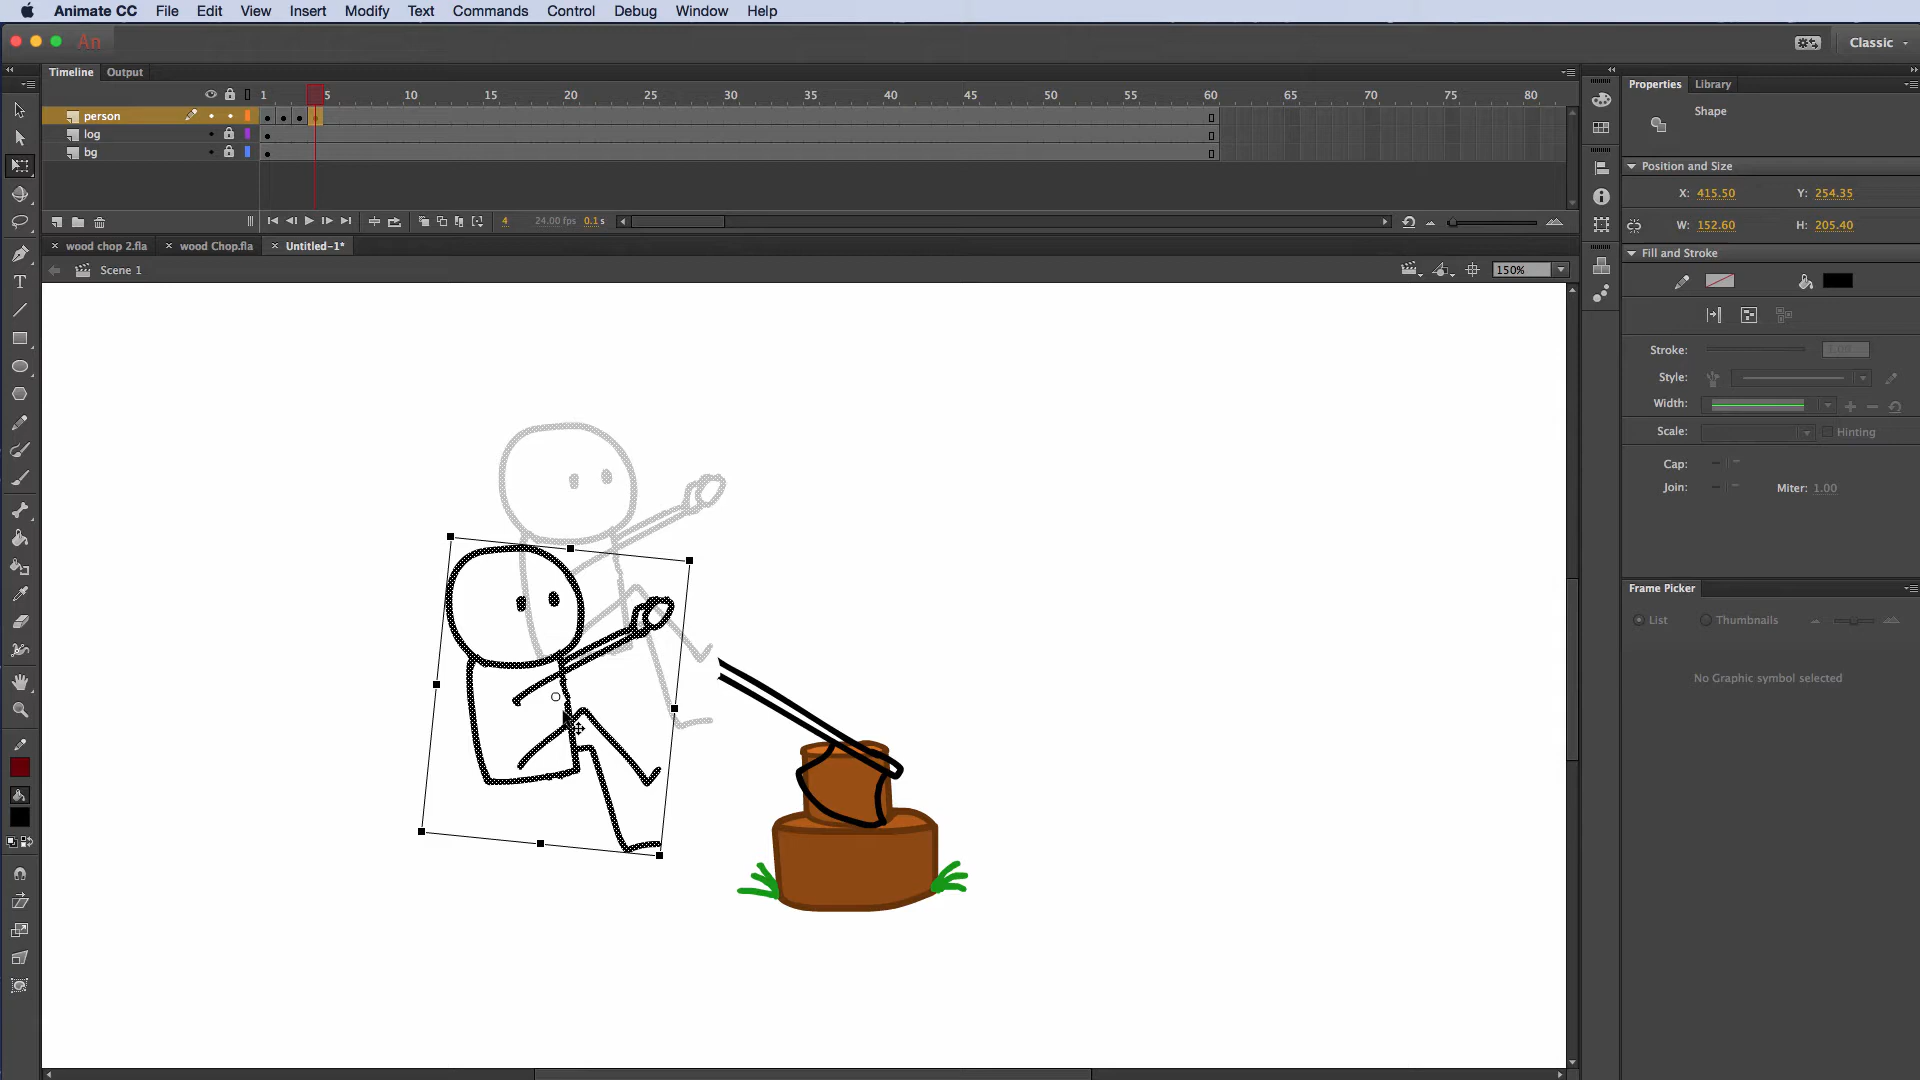 Animate CC File Edit View Insert Modify Text Commands Control Debug Window Help
An Classic
Timeline Output Properties Library
1 5 10 15 20 25 30 35 40 45 50 55 60 65 70 75 80
Shape
person
log
bg
Position and Size
X: 415.50 Y: 254.35
W: 152.60 H: 205.40
4 24.00 fps 0.1 s
wood chop 2.fla wood Chop.fla Untitled-1*
Fill and Stroke
Scene 1 150%
Stroke: 1.00
Style:
Width:
Scale: Hinting
Cap:
Join: Miter: 1.00
Frame Picker
List Thumbnails
No Graphic symbol selected
T